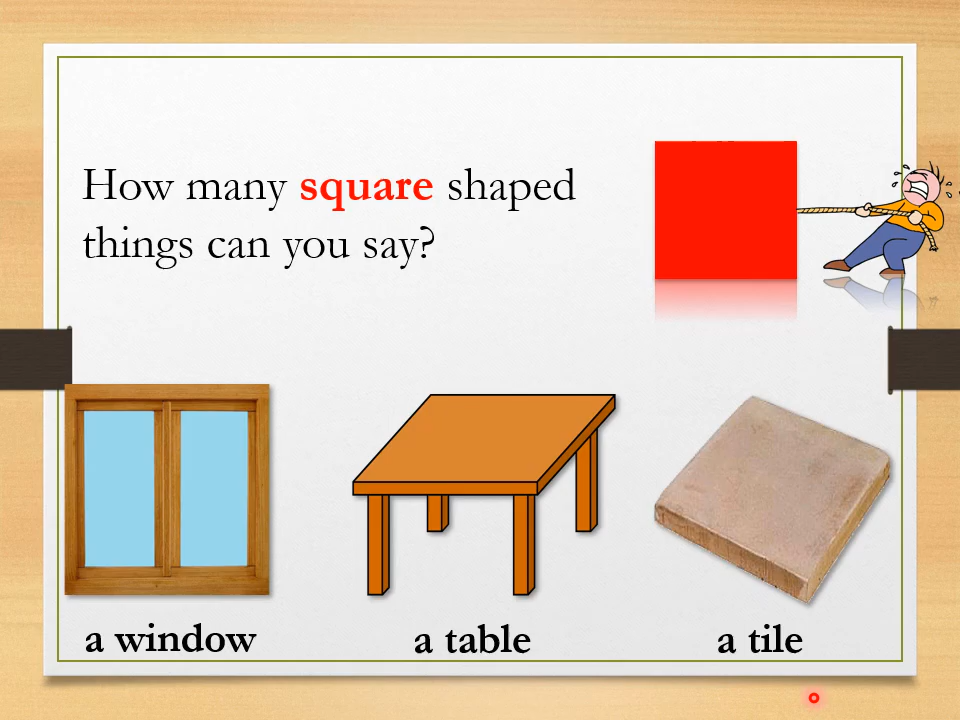 How many square shaped
things can you say?
a window
a table
a tile